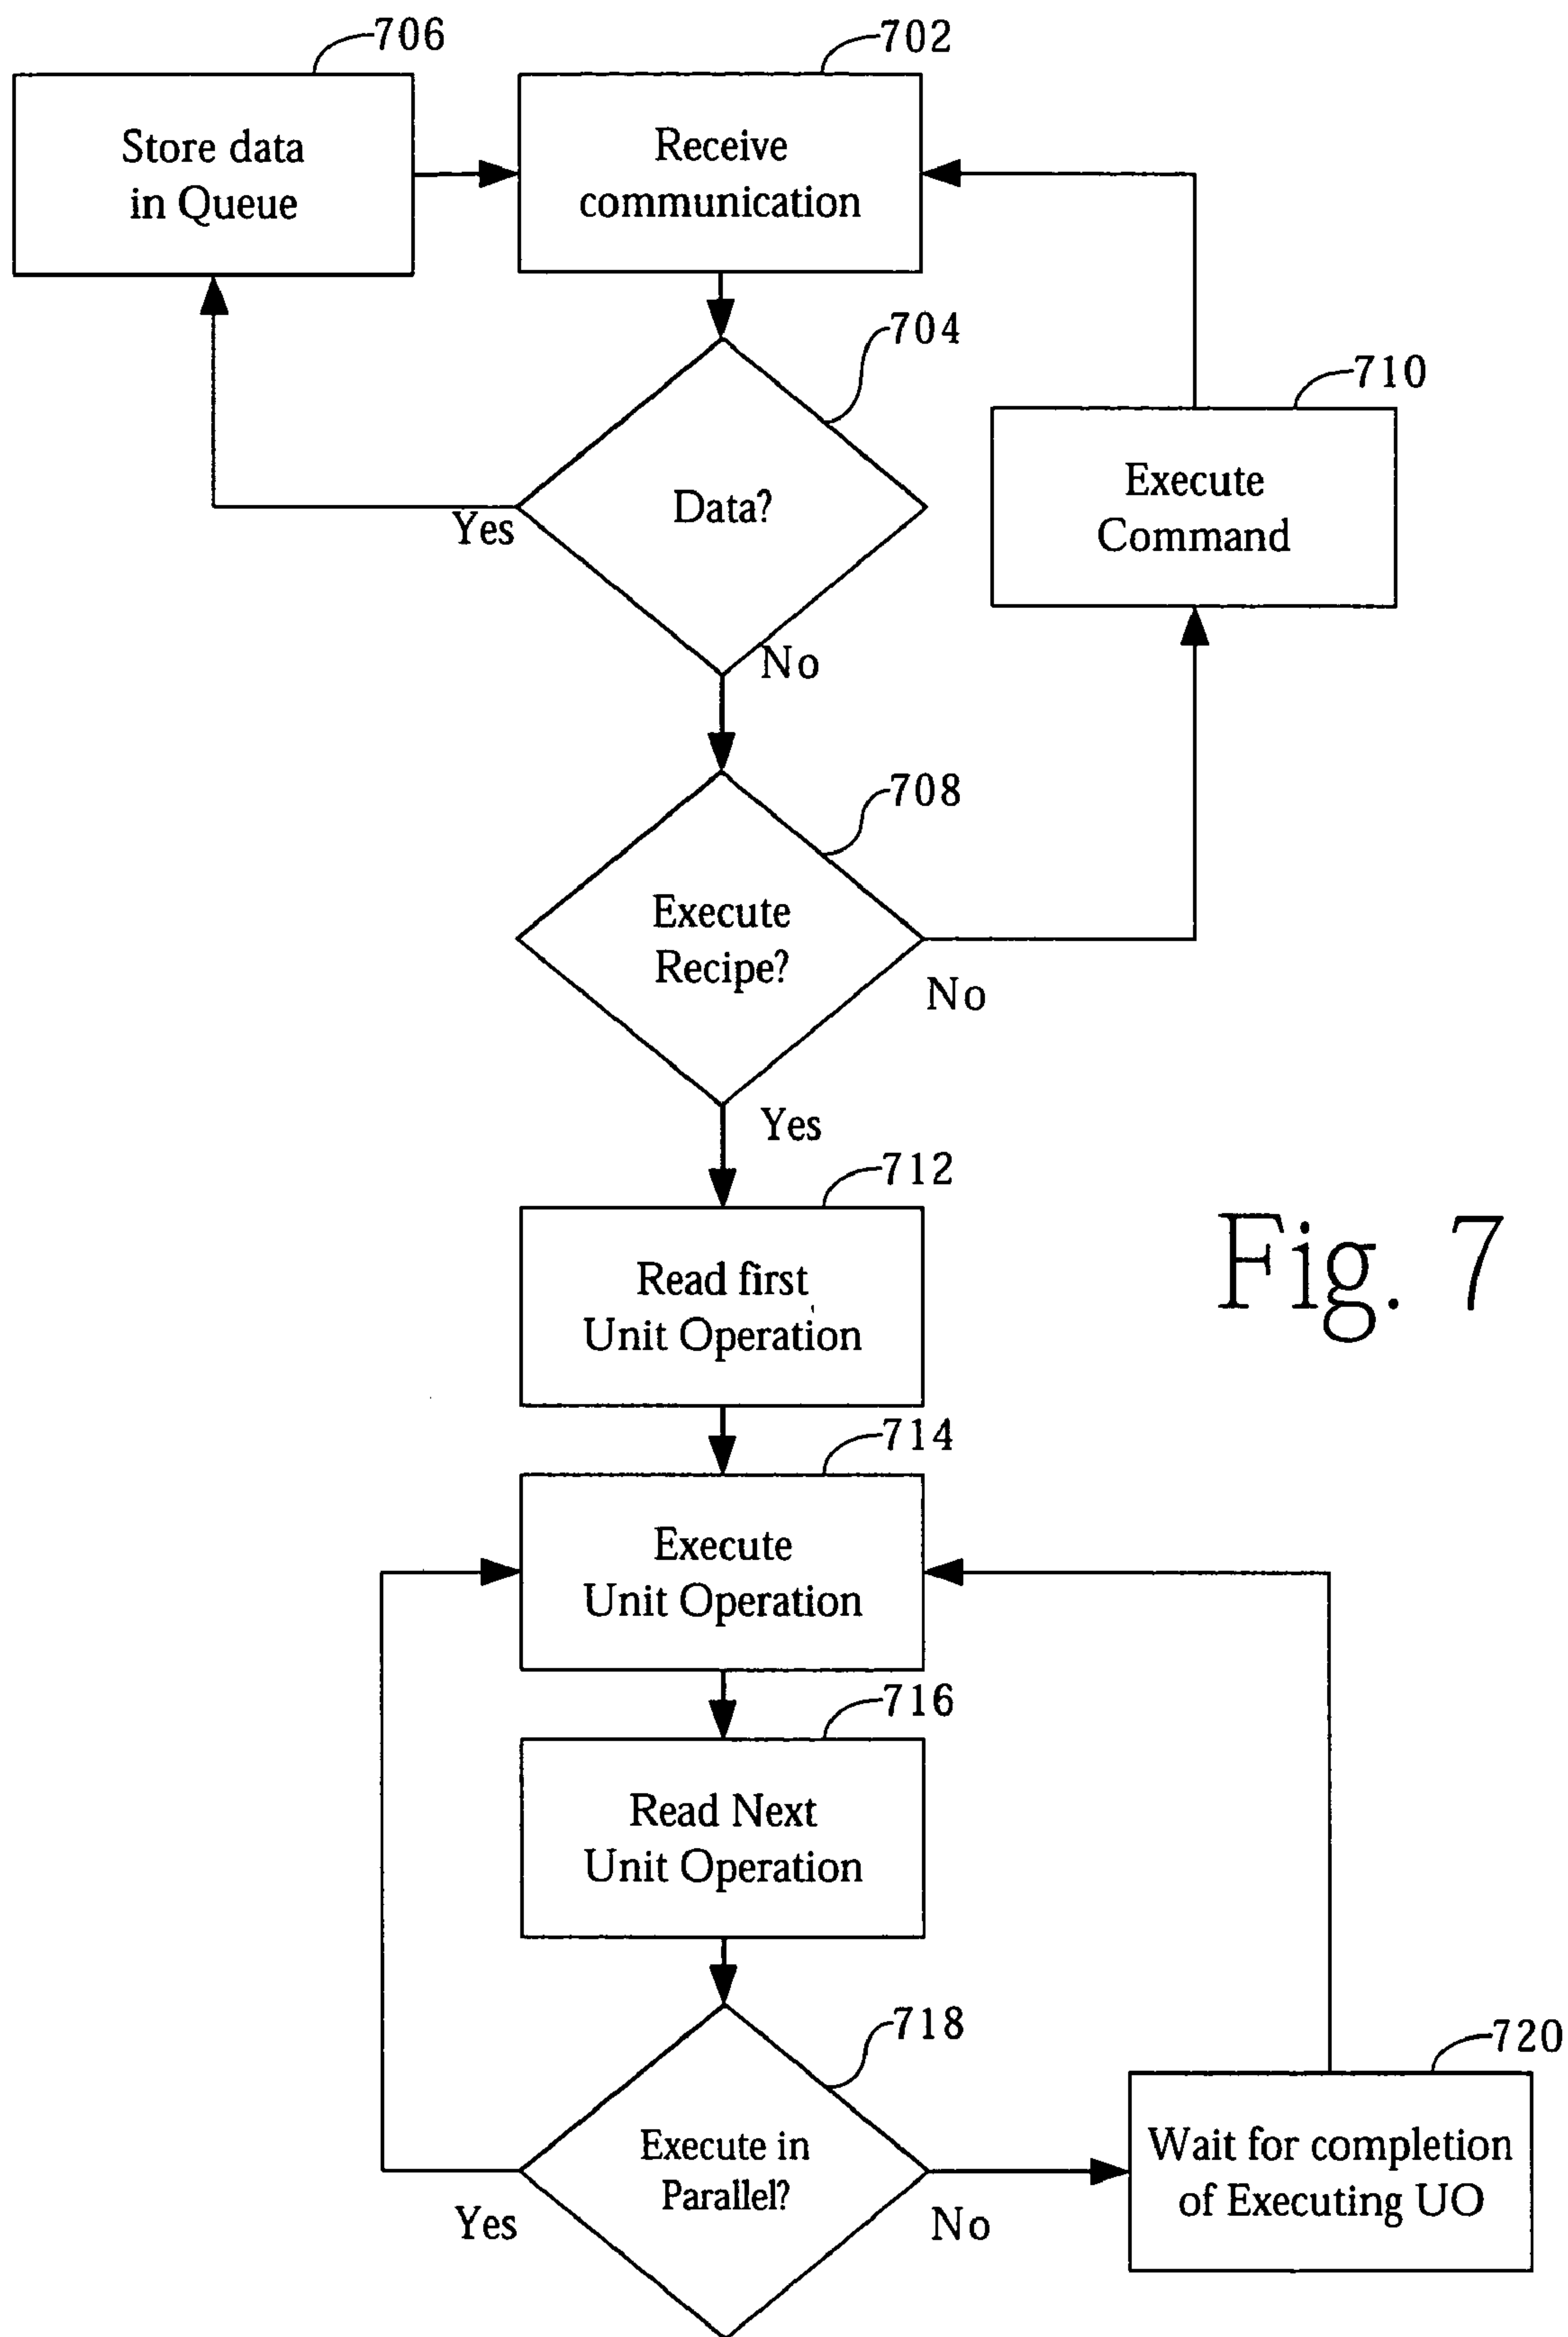 706
702
Store data
in Queue
Receive
communication
704
710
Data?
Execute
Command
Yes
No
708
Execute
Recipe?
No
Yes
712
Read first
Unit Operation
Fig. 7
714
Execute
Unit Operation
716
Read Next
Unit Operation
718
720
Execute in
Parallel?
Wait for completion
of Executing UO
Yes
No